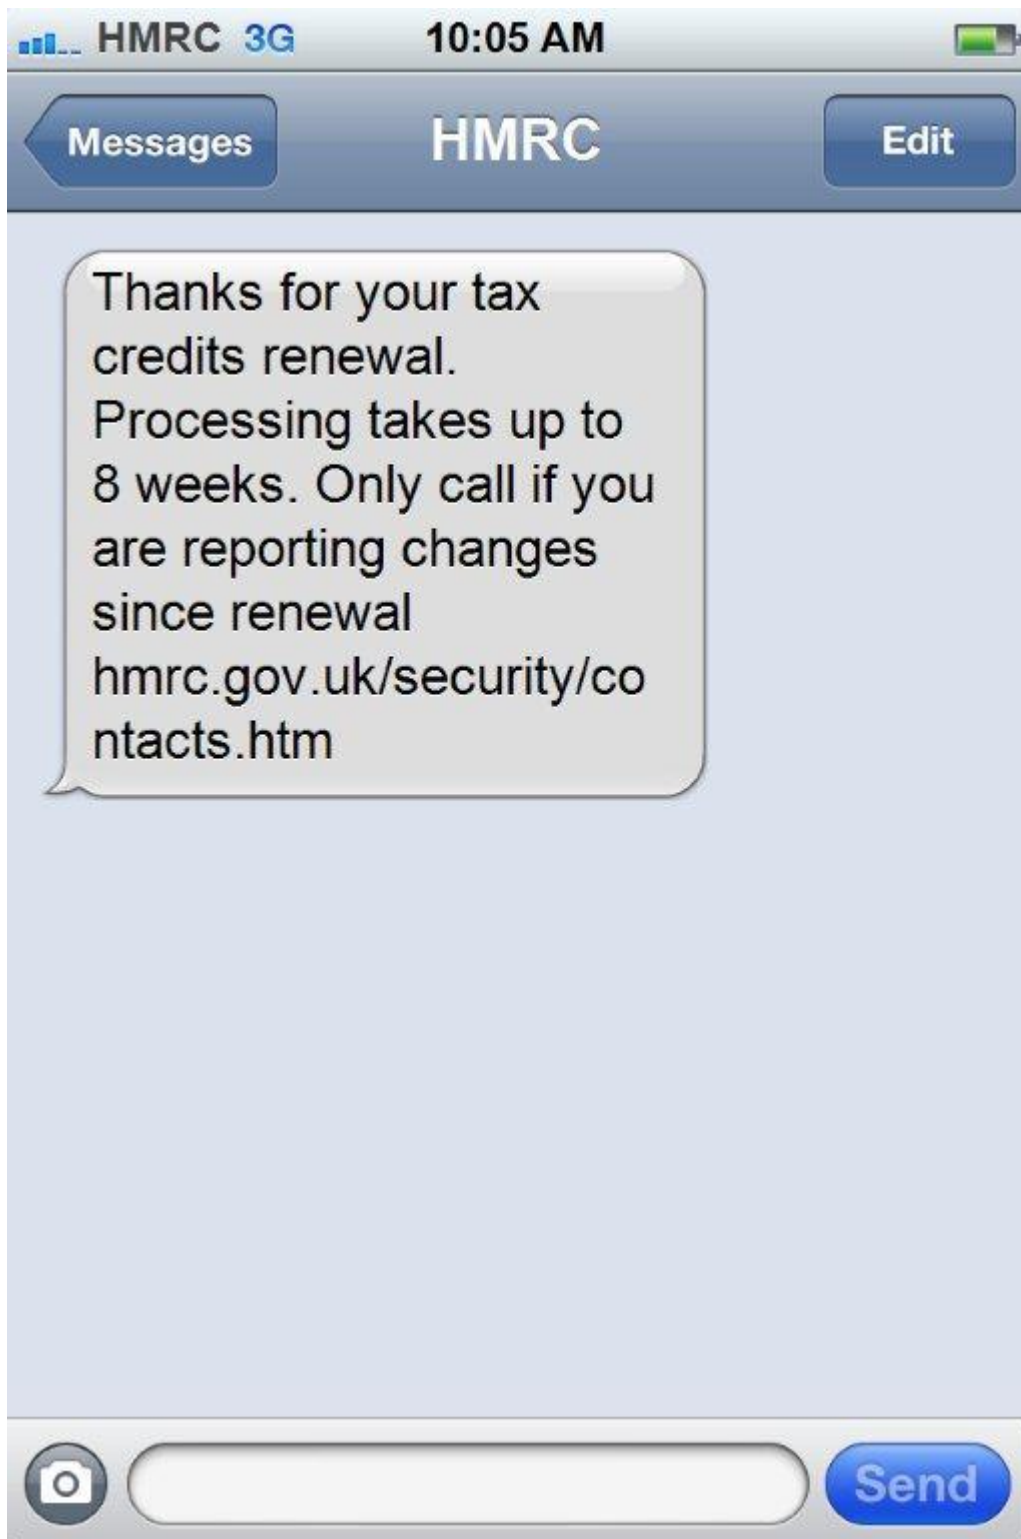 HMRC 3G 10:05 AM
Messages HMRC Edit
Thanks for your tax
credits renewal.
Processing takes up to
8 weeks. Only call if you
are reporting changes
since renewal
hmrc.gov.uk/security/co
ntacts.htm
Send